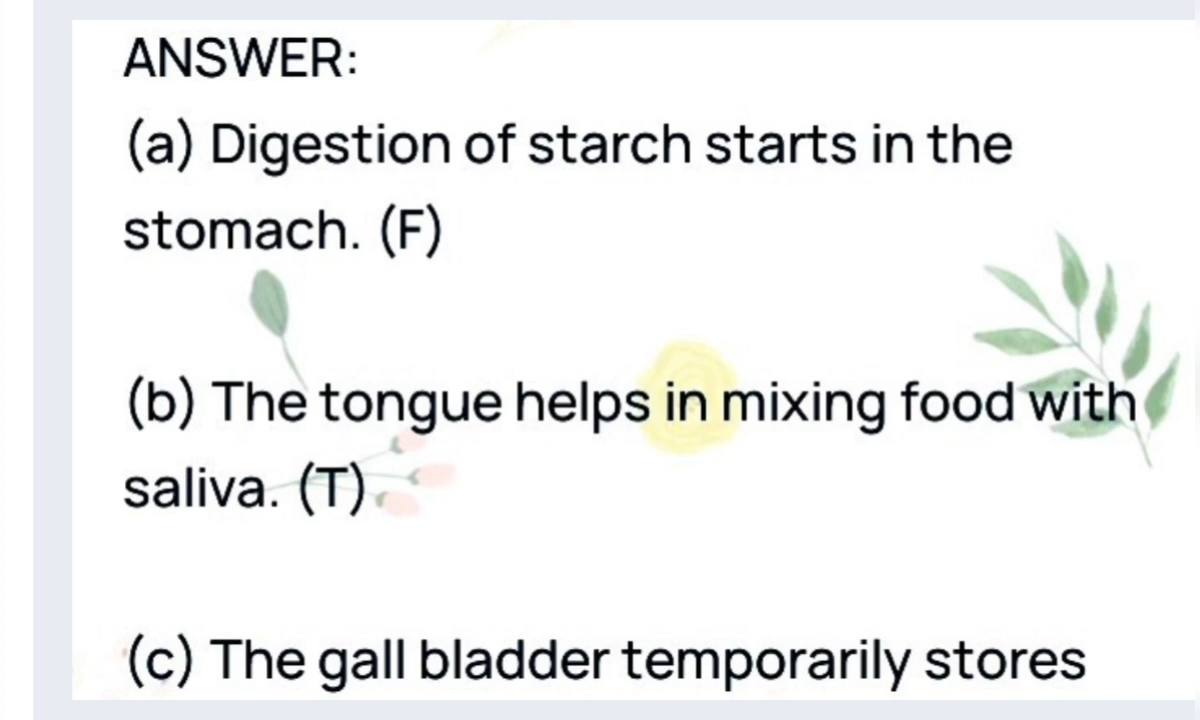 ANSWER:
(a) Digestion of starch starts in the
stomach. (F)
(b) The tongue helps in mixing food with
saliva. (T)
(c) The gall bladder temporarily stores